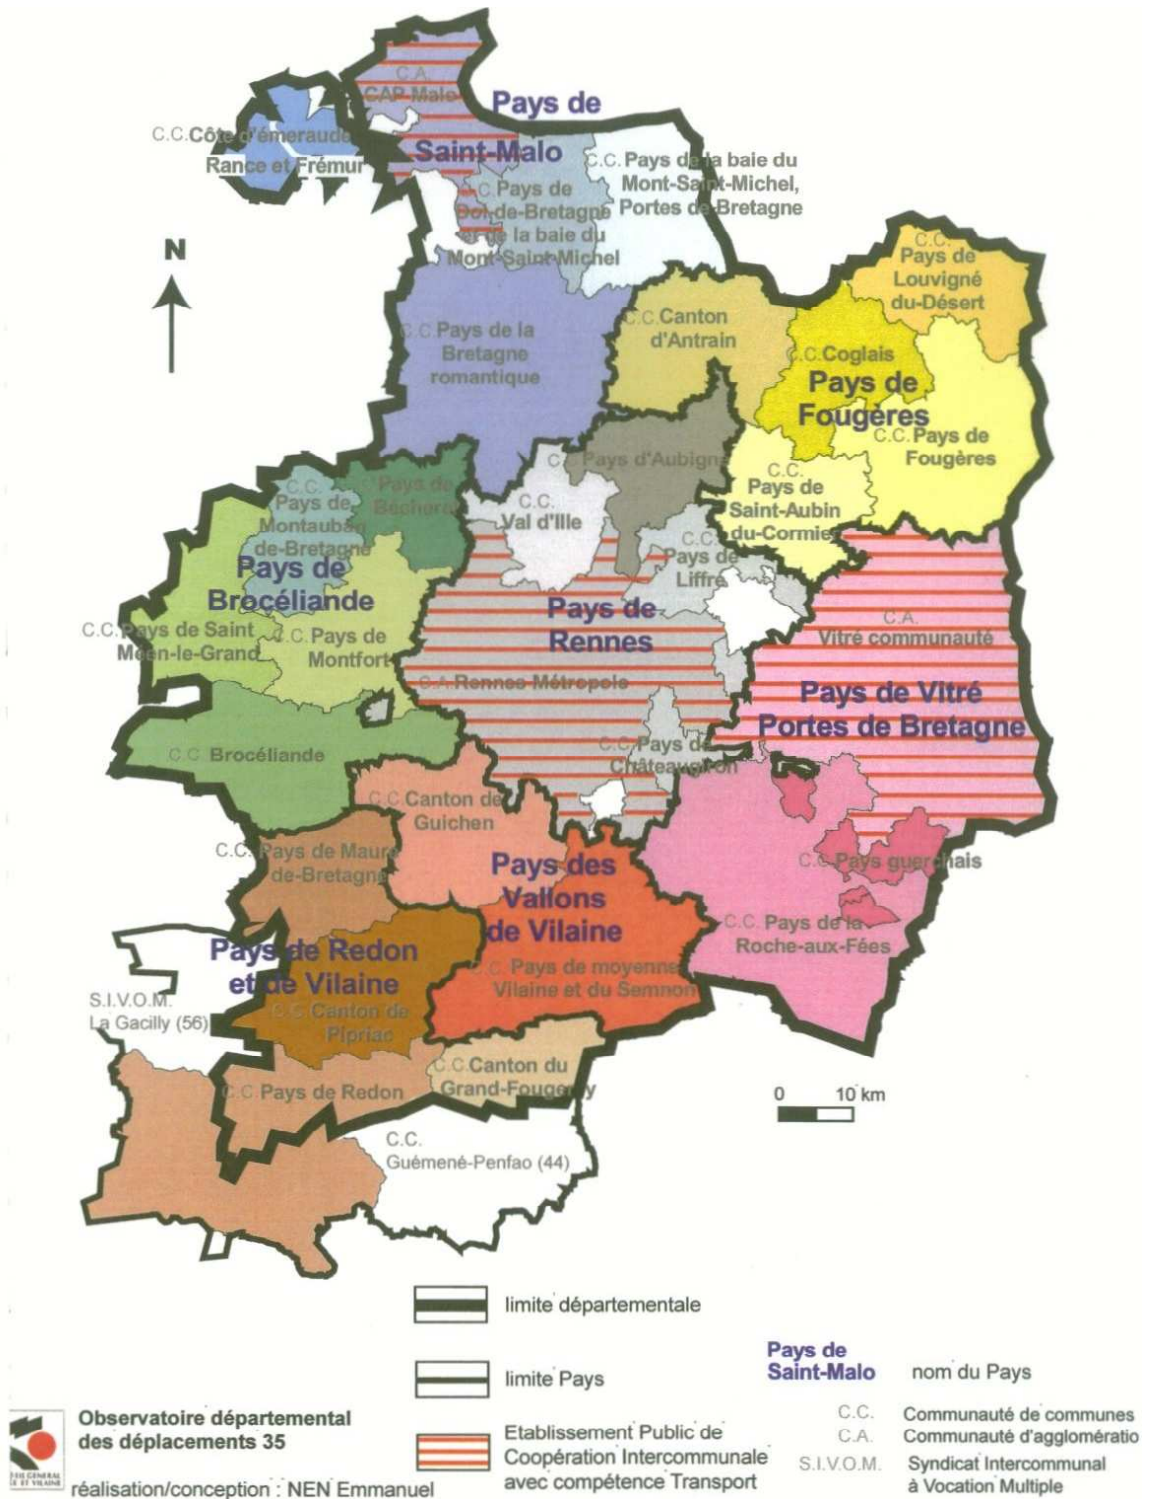 C.A.
CAP Malo
Pays de
Saint-Malo
C.C. Côte d'émeraude
Rance et Frémur
C.C. Pays de la baie du
Mont-Saint-Michel,
Portes de Bretagne
C.C. Pays de
Dol-de-Bretagne
et de la baie du
Mont-Saint-Michel
N
C.C.
Pays de
Louvigné
du-Désert
C.C. Pays de la
Bretagne
romantique
C.C. Canton
d'Antrain
C.C. Coglais
Pays de
Fougères
C.C. Pays de
Fougères
C.C. Pays d'Aubigné
C.C.
Pays de
Saint-Aubin
du-Cormier
C.C.
Val d'Ille
C.C.
Pays de
Montauban
de-Bretagne
Pays de
Bécherel
Pays de
Brocéliande
C.C.
Pays de
Liffré
Pays de
Rennes
C.C. Pays de Saint
Méen-le-Grand
C.C. Pays de
Montfort
C.A.
Vitré communauté
C.A. Rennes Métropole
Pays de Vitré
Portes de Bretagne
C.C. Brocéliande
C.C. Pays de
Châteaugiron
C.C. Canton de
Guichen
C.C. Pays de Maure
de-Bretagne
Pays des
Vallons
de Vilaine
C.C. Pays guerchais
C.C. Pays de la
Roche-aux-Fées
Pays de Redon
et de Vilaine
C.C. Pays de moyenne
Vilaine et du Semnon
S.I.V.O.M.
La Gacilly (56)
C.C. Canton de
Pipriac
C.C. Pays de Redon
C.C. Canton du
Grand-Fougeray
0 10 km
C.C.
Guémené-Penfao (44)
limite départementale
limite Pays
Etablissement Public de
Coopération Intercommunale
avec compétence Transport
Pays de
Saint-Malo
nom du Pays
C.C. Communauté de communes
C.A. Communauté d'agglomératio
S.I.V.O.M. Syndicat Intercommunal
à Vocation Multiple
Observatoire départemental
des déplacements 35
réalisation/conception : NEN Emmanuel